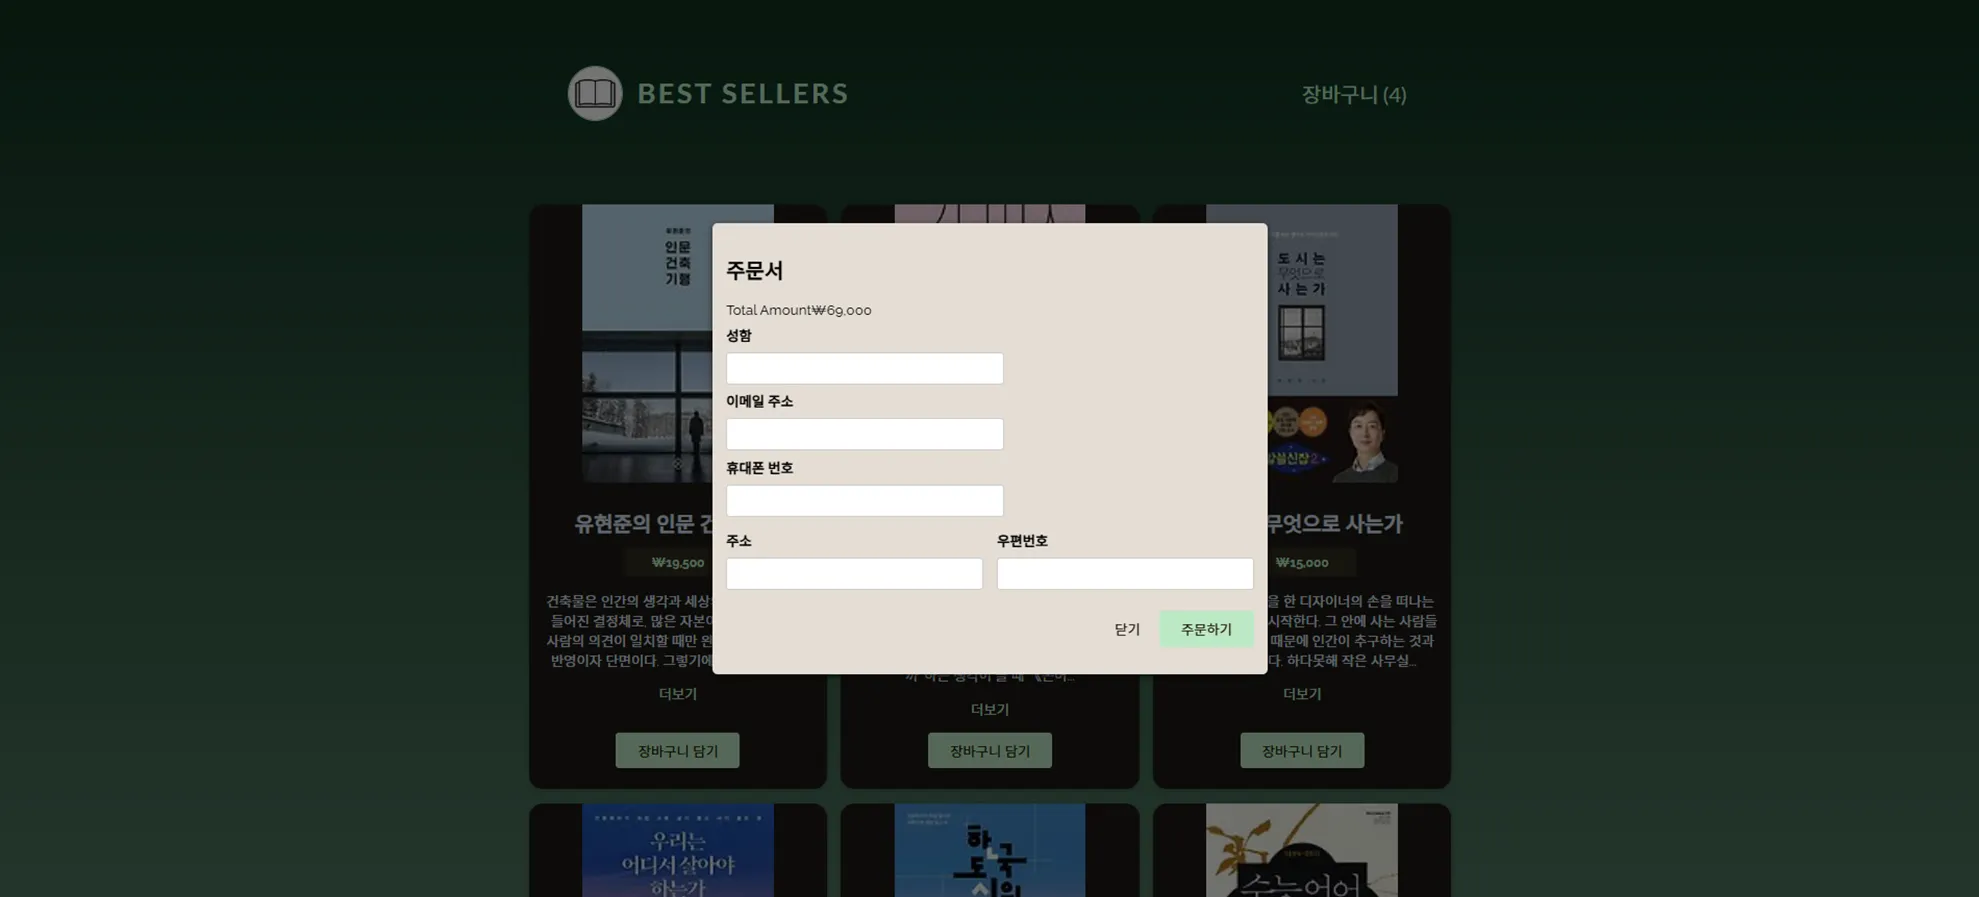 BEST SELLERS
장바구니 (4)
인문
건축
기행
도시는
무엇으로
사는가
주문서
Total Amount₩69,000
성함
이메일 주소
휴대폰 번호
주소
우편번호
닫기
주문하기
유현준의 인문 건
무엇으로 사는가
₩19,500
₩15,000
건축물은 인간의 생각과 세상
들어진 결정체로, 많은 자본이
사람의 의견이 일치할 때만 완
반영이자 단면이다. 그렇기에
을 한 디자이너의 손을 떠나는
시작한다. 그 안에 사는 사람들
때문에 인간이 추구하는 것과
다. 하다못해 작은 사무실...
더보기
더보기
더보기
장바구니 담기
장바구니 담기
장바구니 담기
우리는
어디서 살아야
하는가
한국
도시의
수능어어